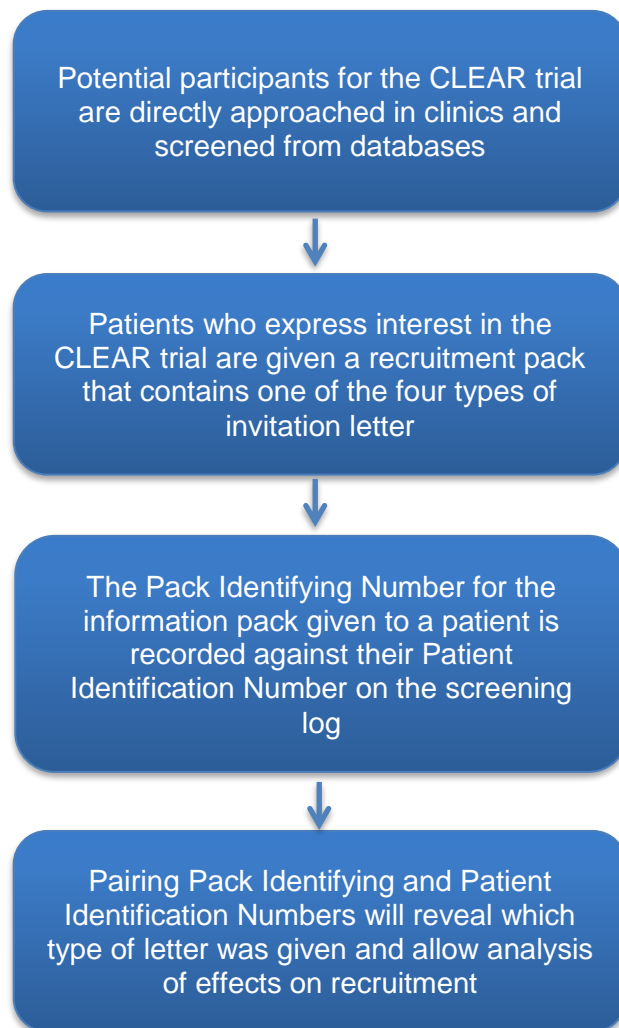 Potential participants for the CLEAR trial
are directly approached in clinics and
screened from databases
Patients who express interest in the
CLEAR trial are given a recruitment pack
that contains one of the four types of
invitation letter
The Pack Identifying Number for the
information pack given to a patient is
recorded against their Patient
Identification Number on the screening
log
Pairing Pack Identifying and Patient
Identification Numbers will reveal which
type of letter was given and allow analysis
of effects on recruitment